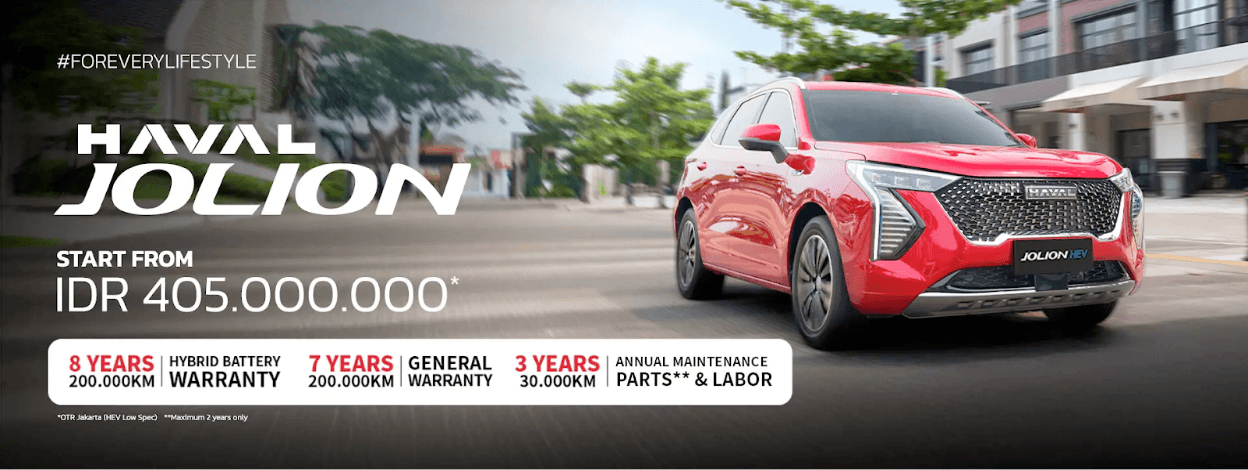 #FOREVERYLIFESTYLE
HAVAL
JOLION
START FROM
IDR 405.000.000*
8 YEARS
200.000KM
HYBRID BATTERY
WARRANTY
7 YEARS
200.000KM
GENERAL
WARRANTY
3 YEARS
30.000KM
ANNUAL MAINTENANCE
PARTS** & LABOR
*OTR Jakarta (HEV Low Spec) **Maximum 2 years only
HAVAL
JOLION HEV